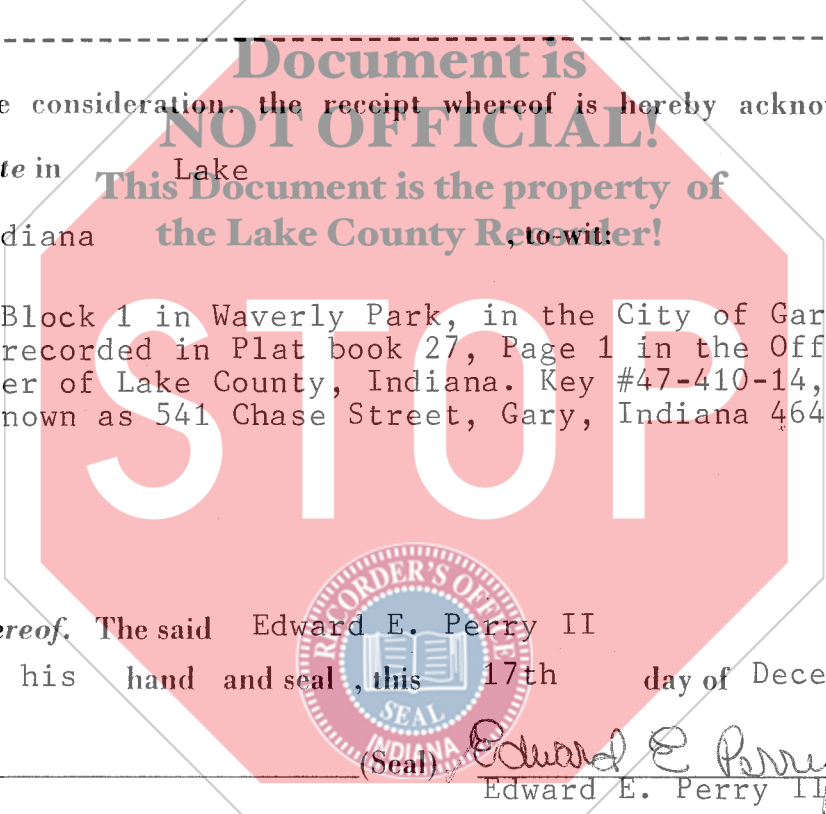 Document is
e consideration. the receipt whereof is hereby acknow
NOT OFFICIAL!
te in Lake
This Document is the property of
diana the Lake County Recorder! , to-wit:
Block 1 in Waverly Park, in the City of Gar
recorded in Plat book 27, Page 1 in the Off
er of Lake County, Indiana. Key #47-410-14,
nown as 541 Chase Street, Gary, Indiana 464
STOP
RECORDER'S OFFICE
ereof. The said Edward E. Perry II
his hand and seal , this 17th day of Dece
SEAL
INDIANA
(Seal) Edward E Perry
Edward E. Perry II